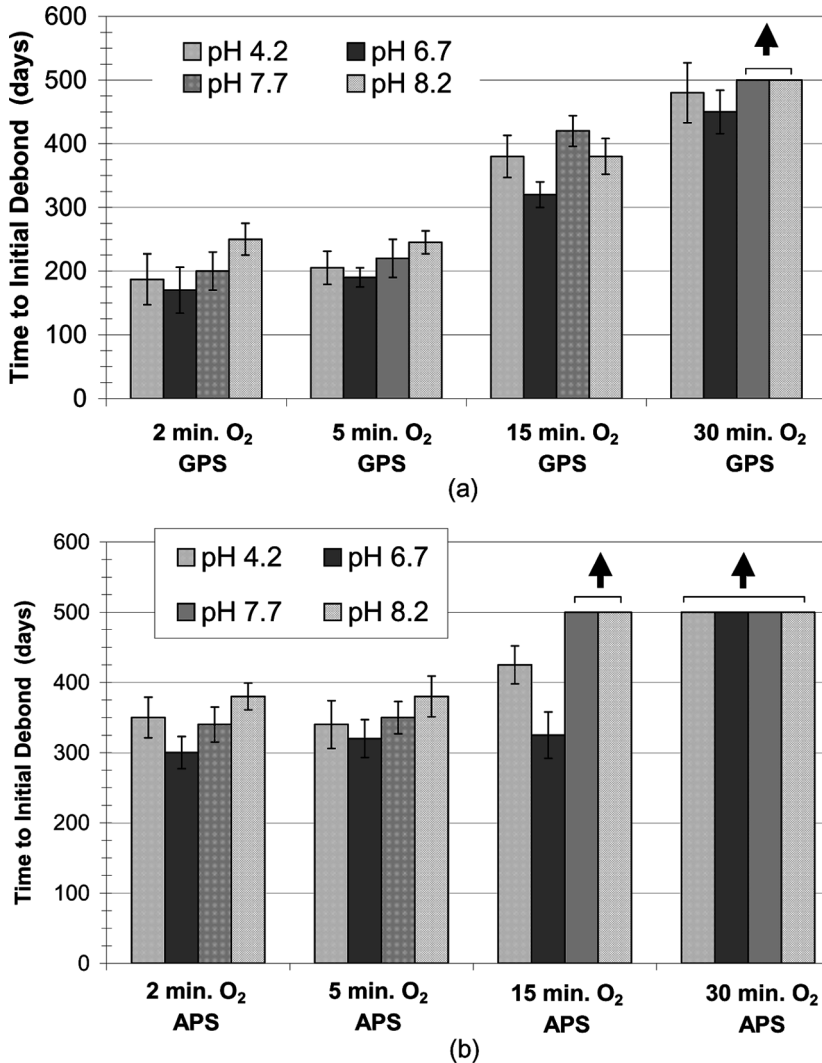 Time to Initial Debond (days)
600
500
400
300
200
100
0
pH 4.2 pH 6.7
pH 7.7 pH 8.2
2 min. O₂ 5 min. O₂ 15 min. O₂ 30 min. O₂
GPS GPS GPS GPS
(a)
Time to Initial Debond (days)
600
500
400
300
200
100
0
pH 4.2 pH 6.7
pH 7.7 pH 8.2
2 min. O₂ 5 min. O₂ 15 min. O₂ 30 min. O₂
APS APS APS APS
(b)